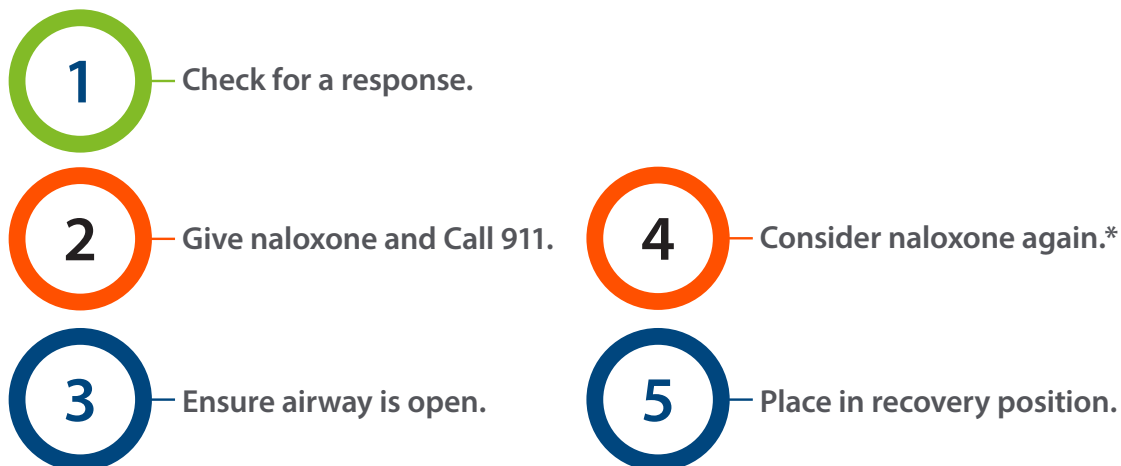 1
Check for a response.
2
Give naloxone and Call 911.
3
Ensure airway is open.
4
Consider naloxone again.*
5
Place in recovery position.